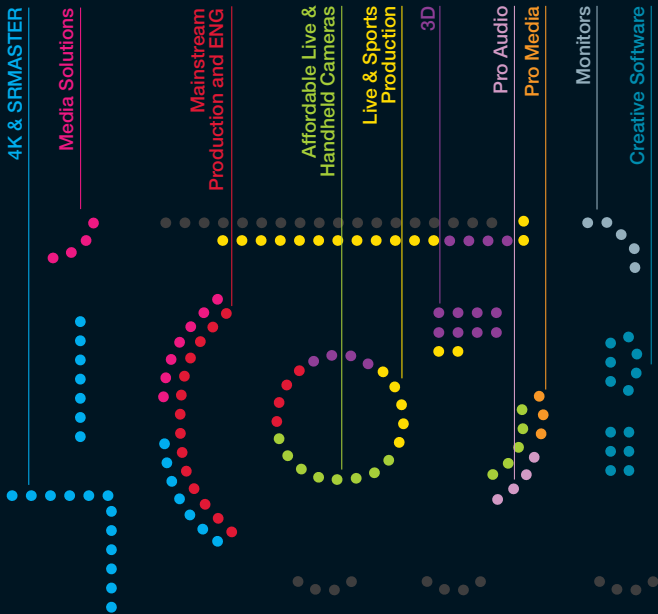 4K & SRMASTER
Media Solutions
Mainstream
Production and ENG
Affordable Live &
Handheld Cameras
Live & Sports
Production
3D
Pro Audio
Pro Media
Monitors
Creative Software